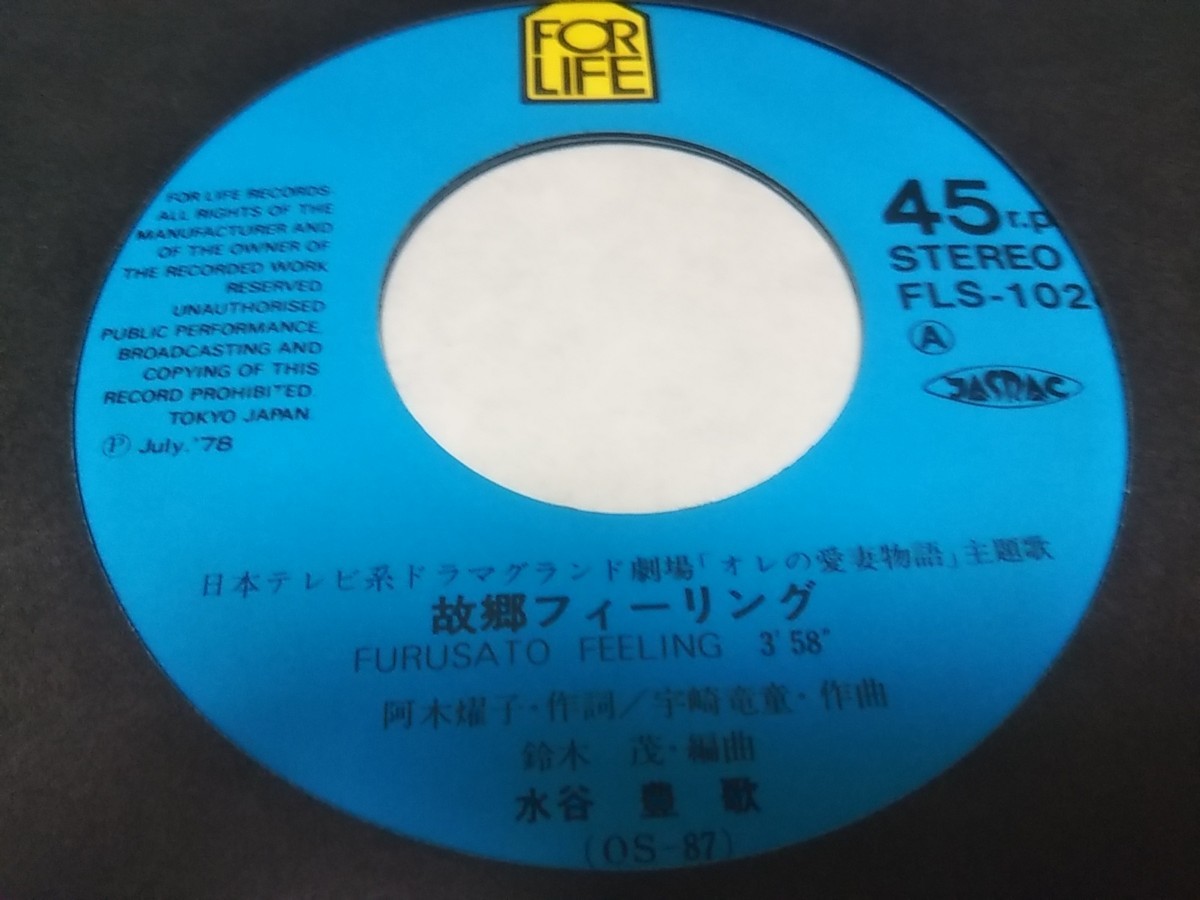 FOR
LIFE
FOR LIFE RECORDS
ALL RIGHTS OF THE
MANUFACTURER AND
OF THE OWNER OF
THE RECORDED WORK
RESERVED
UNAUTHORISED
PUBLIC PERFORMANCE,
BROADCASTING AND
COPYING OF THIS
RECORD PROHIBITED
TOKYO JAPAN
Ⓟ July.'78
45 r.p
STEREO
FLS-102
Ⓐ
JASRAC
日本テレビ系ドラマグランド劇場「オレの愛妻物語」主題歌
故郷フィーリング
FURUSATO FEELING 3'58"
阿木燿子・作詞／宇崎竜童・作曲
鈴木 茂・編曲
水谷 豊 歌
(OS-87)